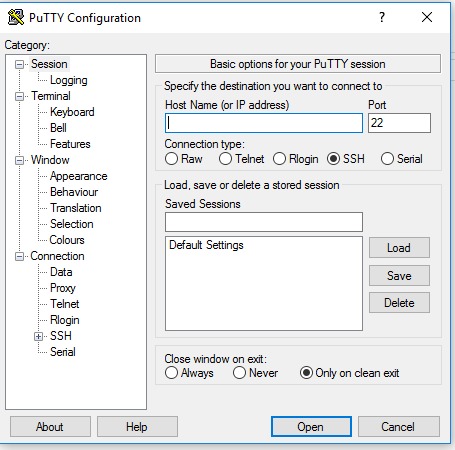 PuTTY Configuration
?
Category:
Session
Logging
Terminal
Keyboard
Bell
Features
Window
Appearance
Behaviour
Translation
Selection
Colours
Connection
Data
Proxy
Telnet
Rlogin
SSH
Serial
Basic options for your PuTTY session
Specify the destination you want to connect to
Host Name (or IP address) Port
22
Connection type:
Raw Telnet Rlogin SSH Serial
Load, save or delete a stored session
Saved Sessions
Default Settings
Load
Save
Delete
Close window on exit:
Always Never Only on clean exit
About Help Open Cancel